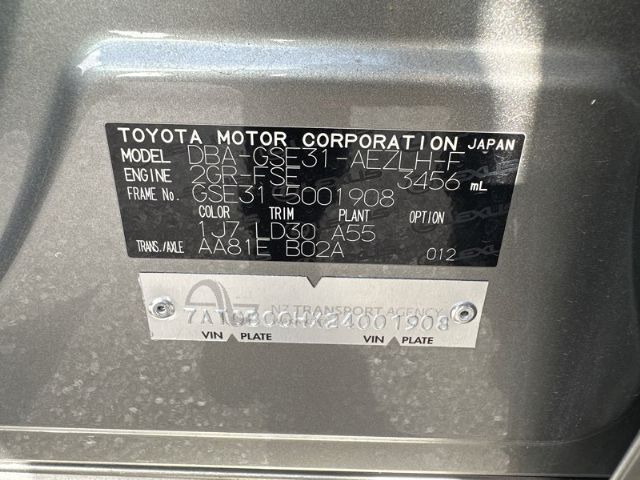 TOYOTA MOTOR CORPORATION JAPAN
MODEL DBA-GSE31-AEZLH-F
ENGINE 2GR-FSE 3456 mL
FRAME No. GSE31-5001908
COLOR TRIM PLANT OPTION
1J7 LD30 A55
TRANS./AXLE AA81E B02A 012
NZ TRANSPORT AGENCY
VIN PLATE VIN PLATE